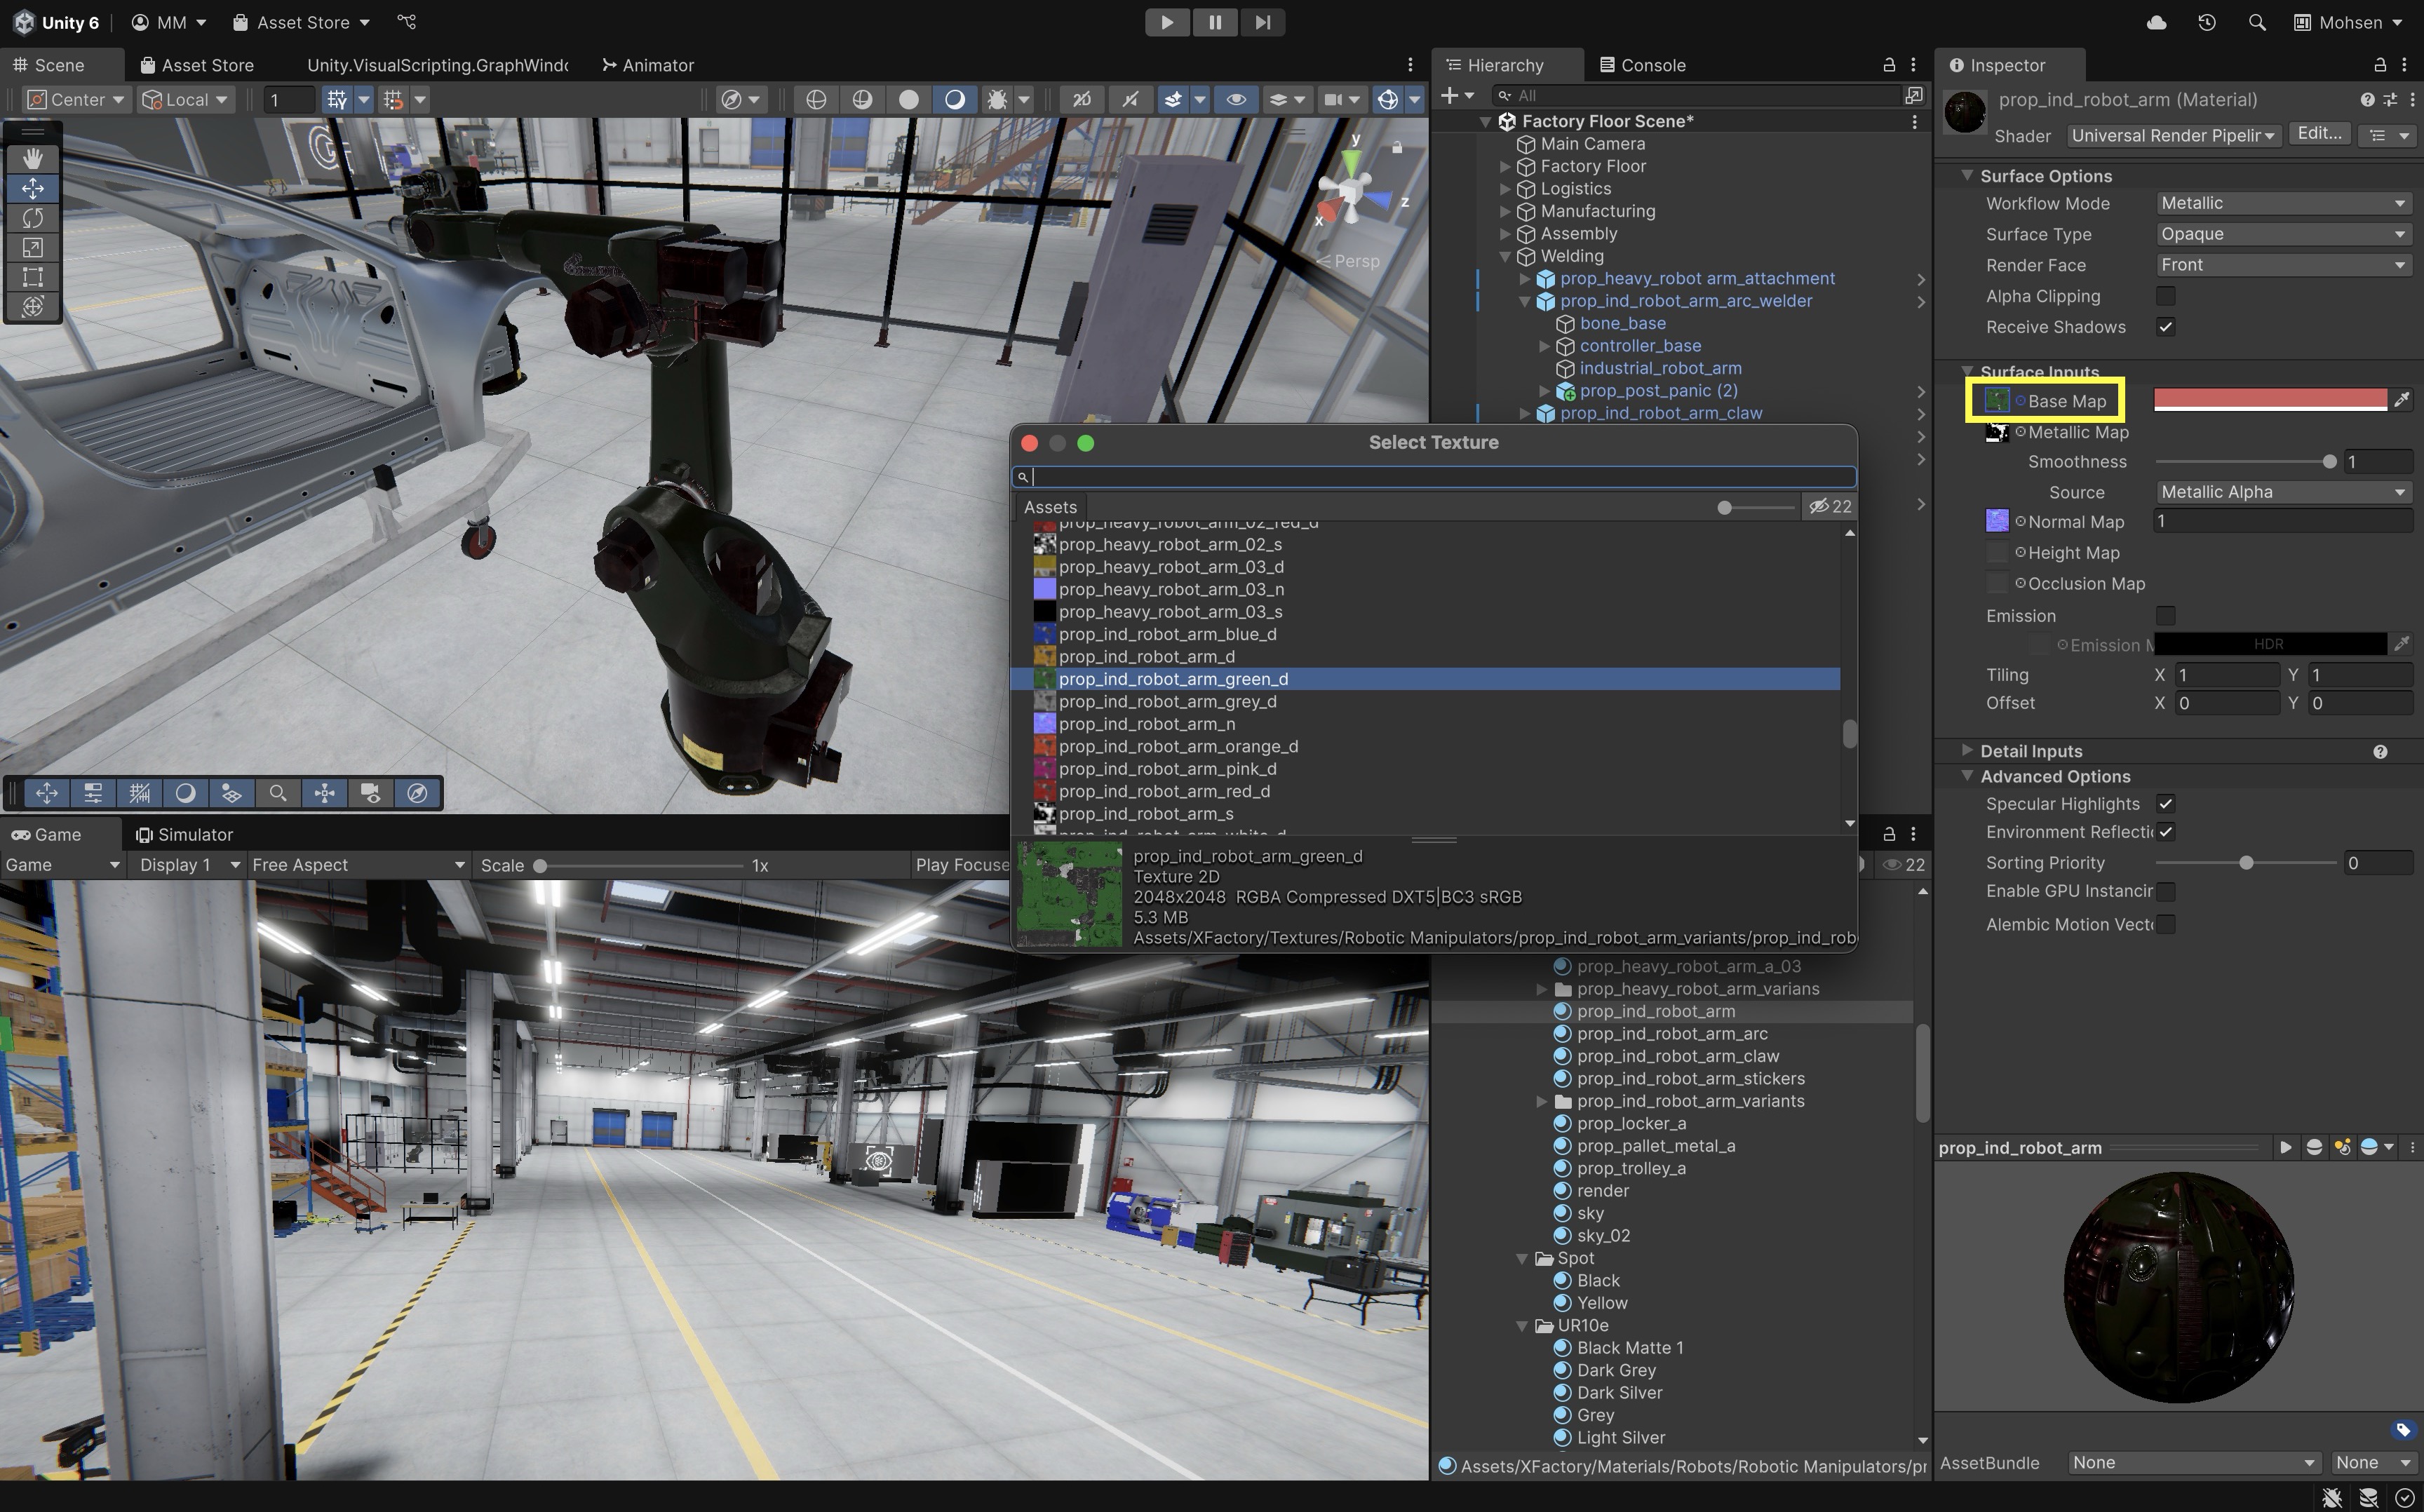 Unity 6 MM Asset Store Mohsen
Scene Asset Store Unity.VisualScripting.GraphWind Animator
Center Local 1 2D
y
z
x
Persp
Hierarchy Console
All
Factory Floor Scene*
Main Camera
Factory Floor
Logistics
Manufacturing
Assembly
Welding
prop_heavy_robot arm_attachment
prop_ind_robot_arm_arc_welder
bone_base
controller_base
industrial_robot_arm
prop_post_panic (2)
prop_ind_robot_arm_claw
Select Texture
Assets 22
prop_heavy_robot_arm_02_red_d
prop_heavy_robot_arm_02_s
prop_heavy_robot_arm_03_d
prop_heavy_robot_arm_03_n
prop_heavy_robot_arm_03_s
prop_ind_robot_arm_blue_d
prop_ind_robot_arm_d
prop_ind_robot_arm_green_d
prop_ind_robot_arm_grey_d
prop_ind_robot_arm_n
prop_ind_robot_arm_orange_d
prop_ind_robot_arm_pink_d
prop_ind_robot_arm_red_d
prop_ind_robot_arm_s
prop_ind_robot_arm_white_d
prop_ind_robot_arm_green_d
Texture 2D
2048x2048 RGBA Compressed DXT5|BC3 sRGB
5.3 MB
Assets/XFactory/Textures/Robotic Manipulators/prop_ind_robot_arm_variants/prop_ind_rob
Game Simulator
Game Display 1 Free Aspect Scale 1x Play Focuse
22
prop_heavy_robot_arm_a_03
prop_heavy_robot_arm_varians
prop_ind_robot_arm
prop_ind_robot_arm_arc
prop_ind_robot_arm_claw
prop_ind_robot_arm_stickers
prop_ind_robot_arm_variants
prop_locker_a
prop_pallet_metal_a
prop_trolley_a
render
sky
sky_02
Spot
Black
Yellow
UR10e
Black Matte 1
Dark Grey
Dark Silver
Grey
Light Silver
Assets/XFactory/Materials/Robots/Robotic Manipulators/pr
Inspector
prop_ind_robot_arm (Material)
Shader Universal Render Pipelin Edit...
Surface Options
Workflow Mode Metallic
Surface Type Opaque
Render Face Front
Alpha Clipping
Receive Shadows
Surface Inputs
Base Map
Metallic Map
Smoothness 1
Source Metallic Alpha
Normal Map 1
Height Map
Occlusion Map
Emission
Emission M HDR
Tiling X 1 Y 1
Offset X 0 Y 0
Detail Inputs
Advanced Options
Specular Highlights
Environment Reflecti
Sorting Priority 0
Enable GPU Instancin
Alembic Motion Vect
prop_ind_robot_arm
AssetBundle None None